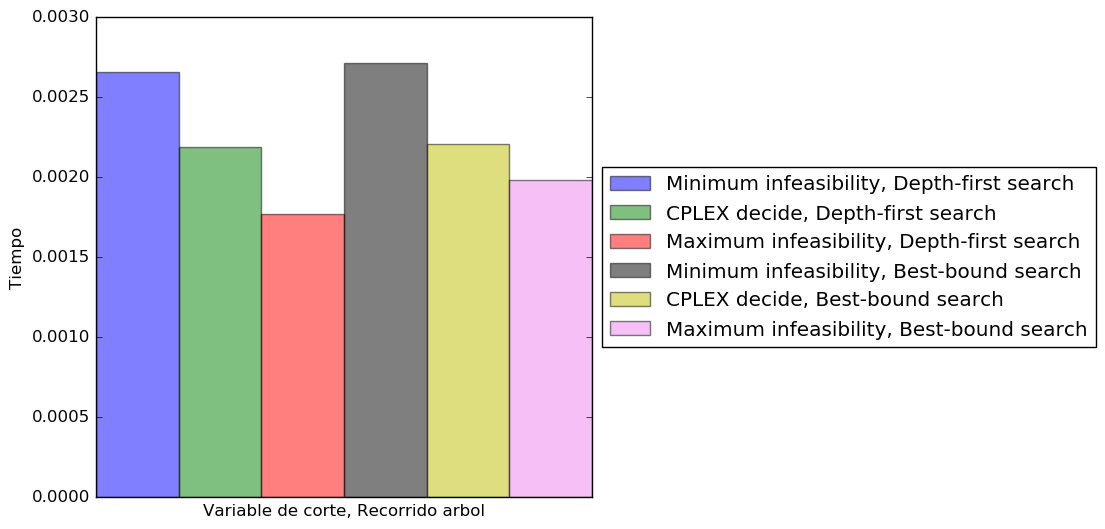 0.0030
0.0025
0.0020
0.0015
0.0010
0.0005
0.0000
Tiempo
Variable de corte, Recorrido arbol
Minimum infeasibility, Depth-first search
CPLEX decide, Depth-first search
Maximum infeasibility, Depth-first search
Minimum infeasibility, Best-bound search
CPLEX decide, Best-bound search
Maximum infeasibility, Best-bound search